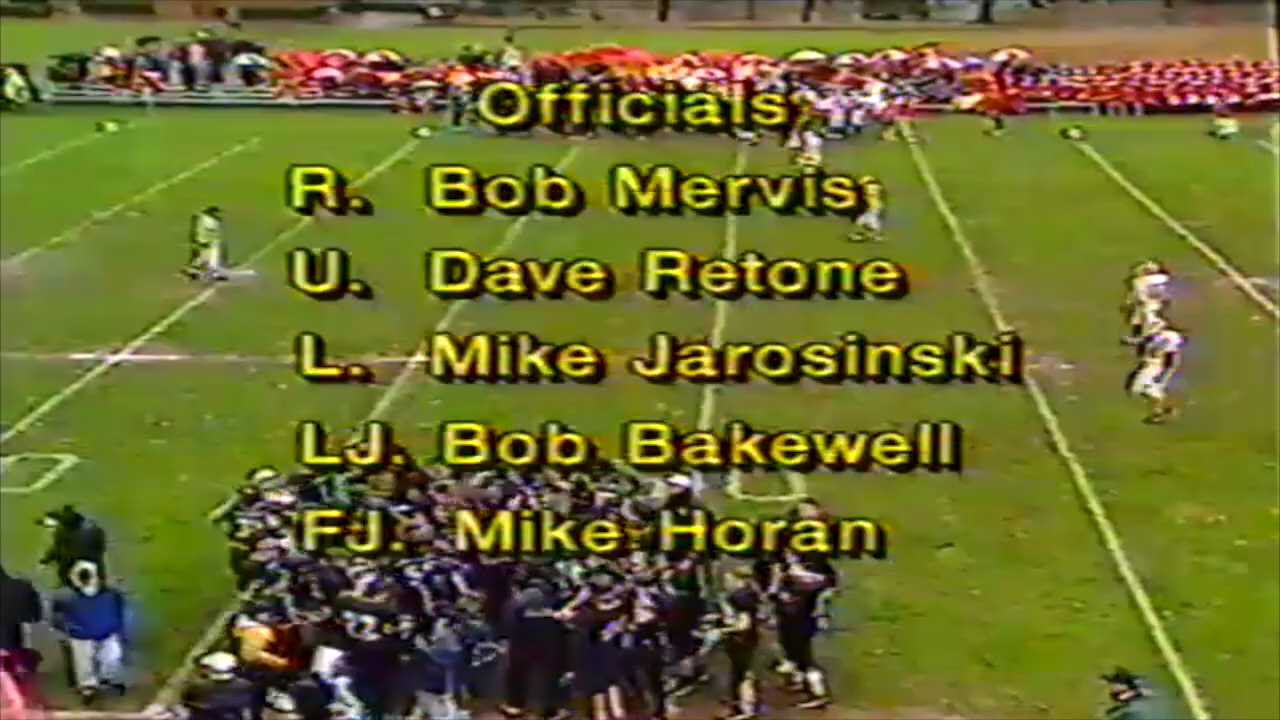 Officials
R. Bob Mervis
U. Dave Retone
L. Mike Jarosinski
LJ. Bob Bakewell
FJ. Mike Horan